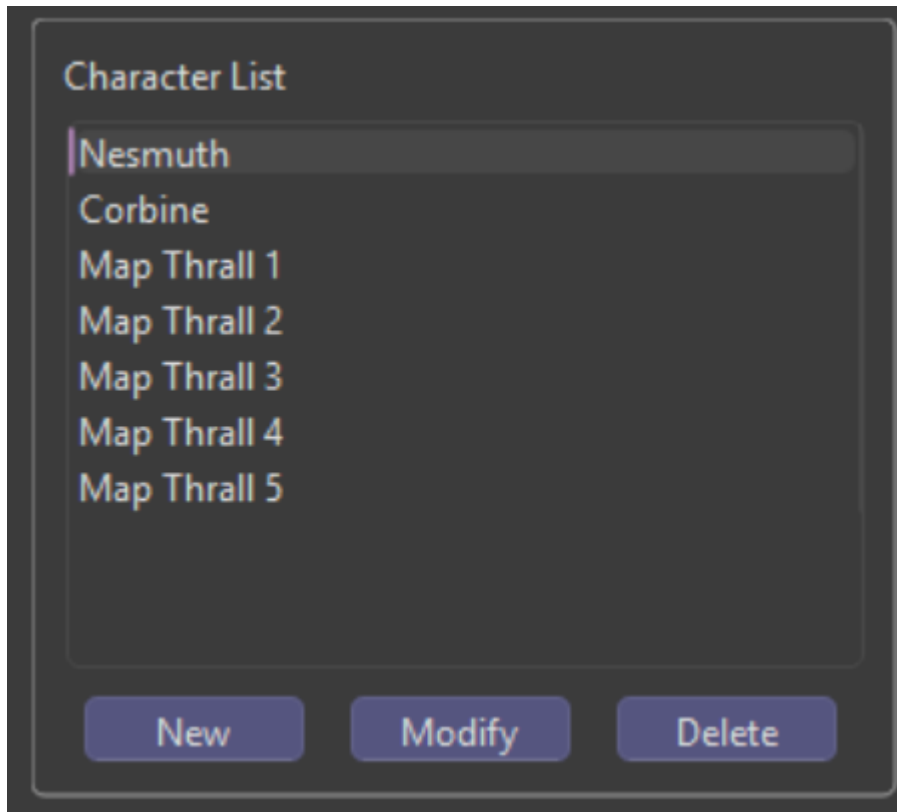 Character List
Nesmuth
Corbine
Map Thrall 1
Map Thrall 2
Map Thrall 3
Map Thrall 4
Map Thrall 5
New Modify Delete